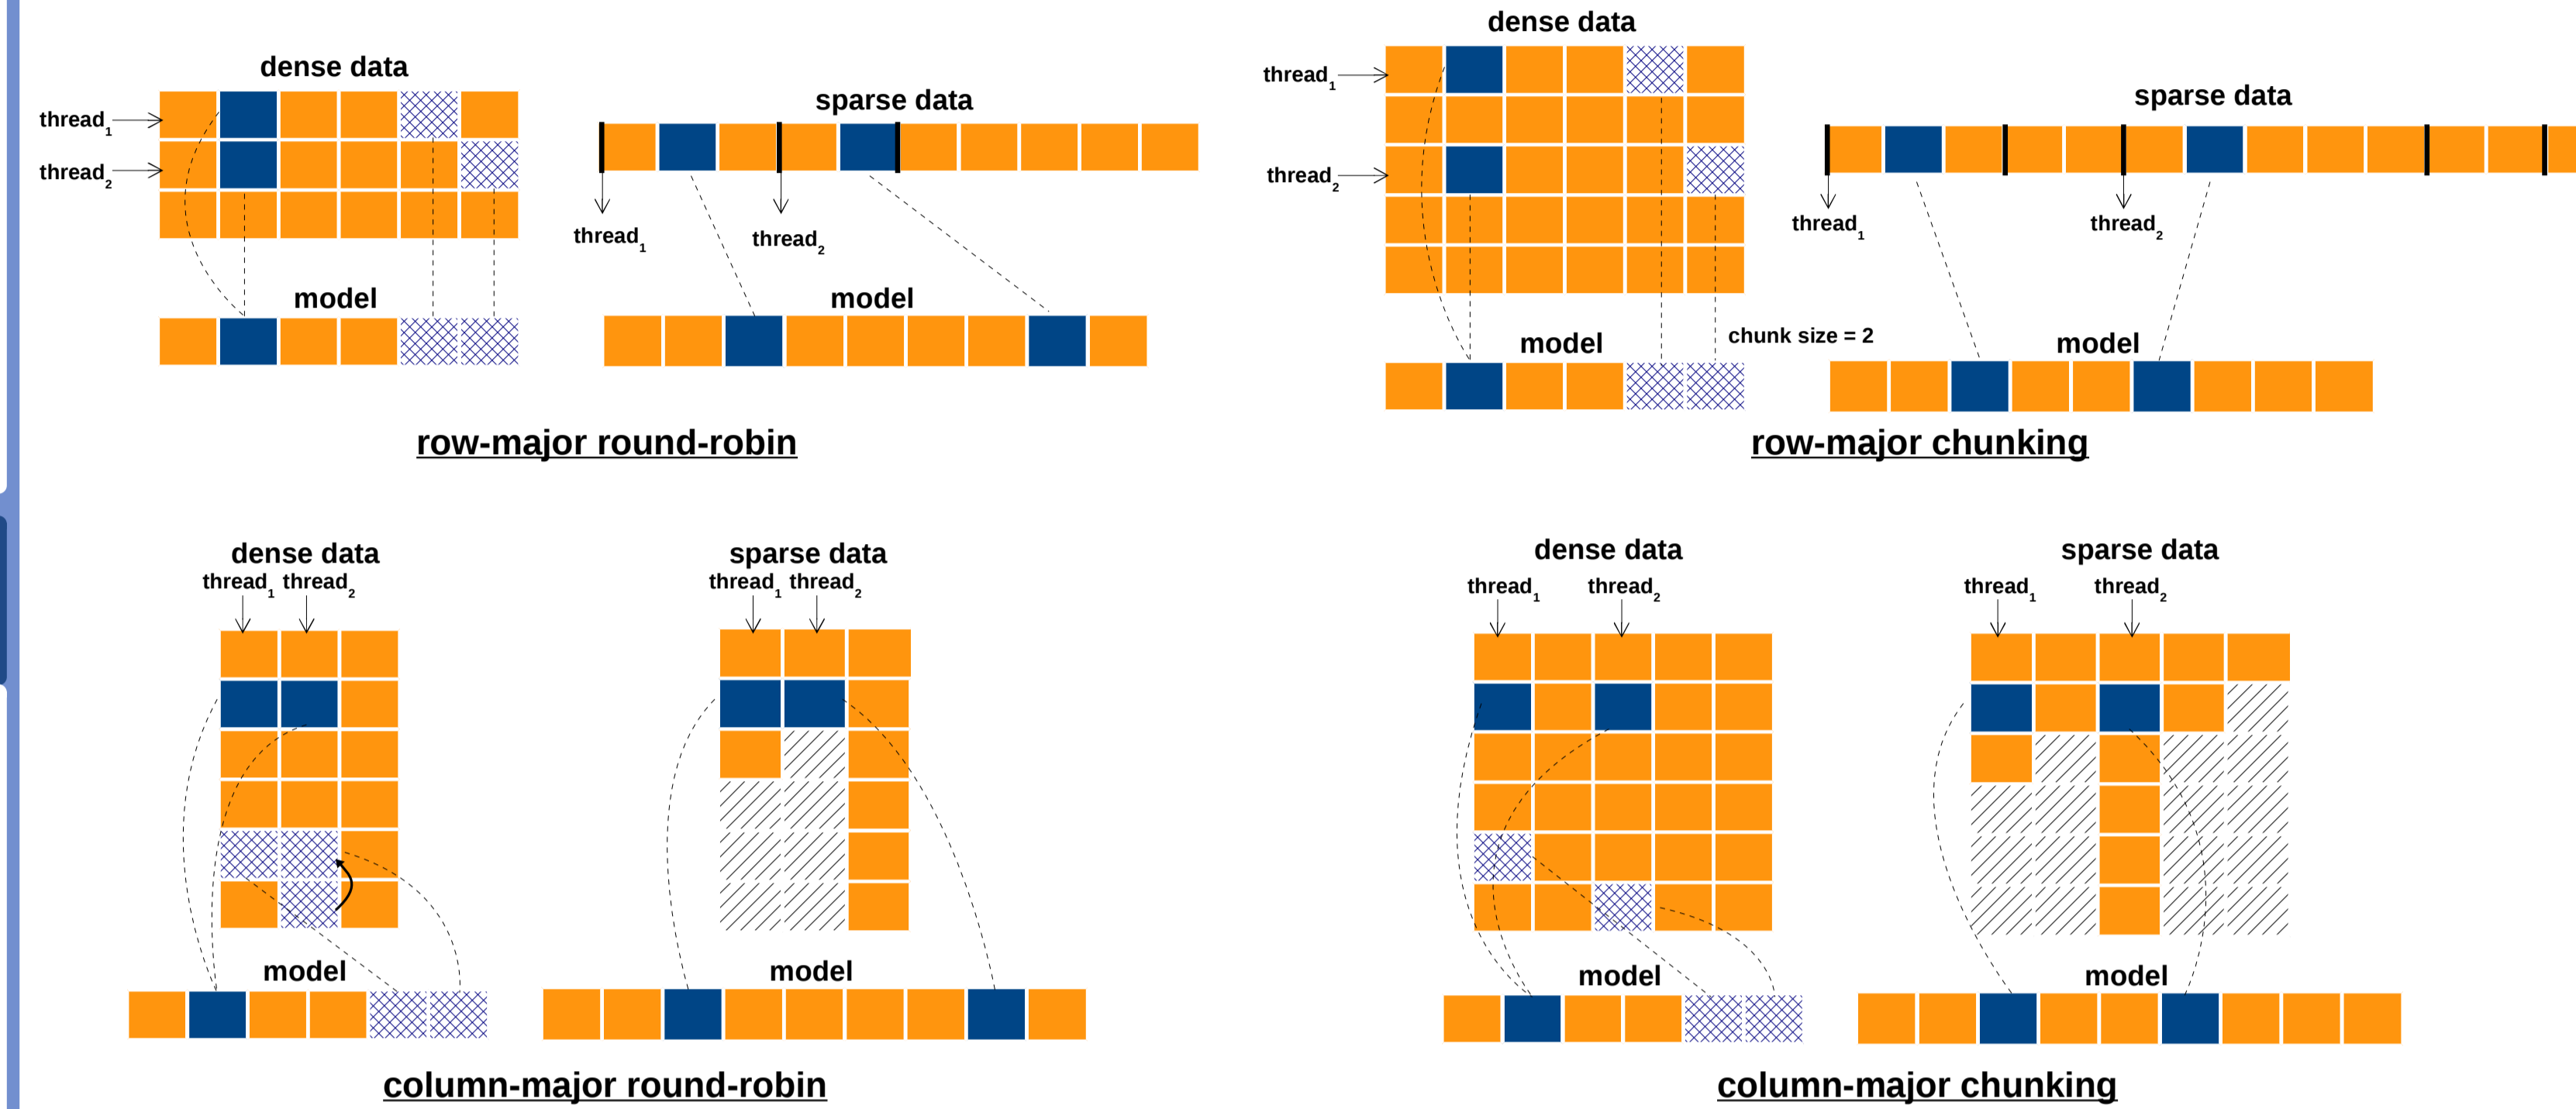 dense data
thread1
thread2
sparse data
thread1
thread2
model
model
row-major round-robin
dense data
thread1
thread2
sparse data
thread1
thread2
chunk size = 2
model
model
row-major chunking
dense data
thread1 thread2
sparse data
thread1 thread2
model
model
column-major round-robin
dense data
thread1 thread2
sparse data
thread1 thread2
model
model
column-major chunking